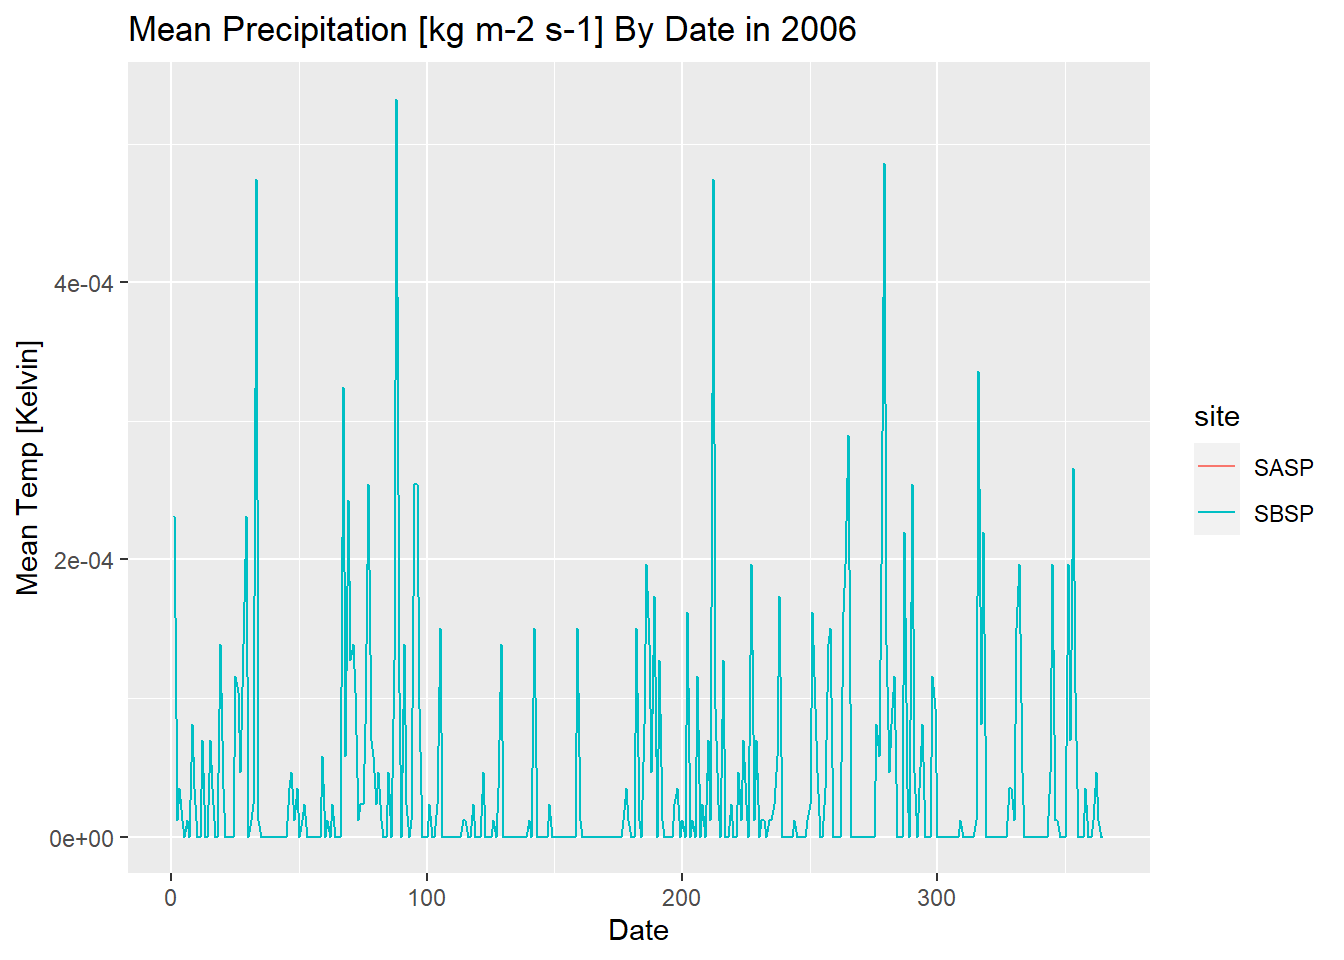 Mean Precipitation [kg m-2 s-1] By Date in 2006
Mean Temp [Kelvin]
4e-04
2e-04
0e+00
0
100
200
300
Date
site
SASP
SBSP